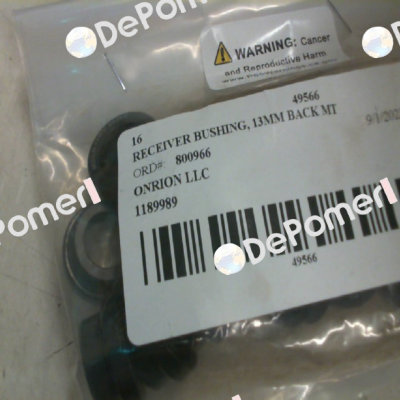 DePomeri
WARNING: Cancer
and Reproductive Harm
49566
16
RECEIVER BUSHING, 13MM BACK MT
ORD#: 800966
ONRION LLC
1189989
DePomeri
DePomeri
49566